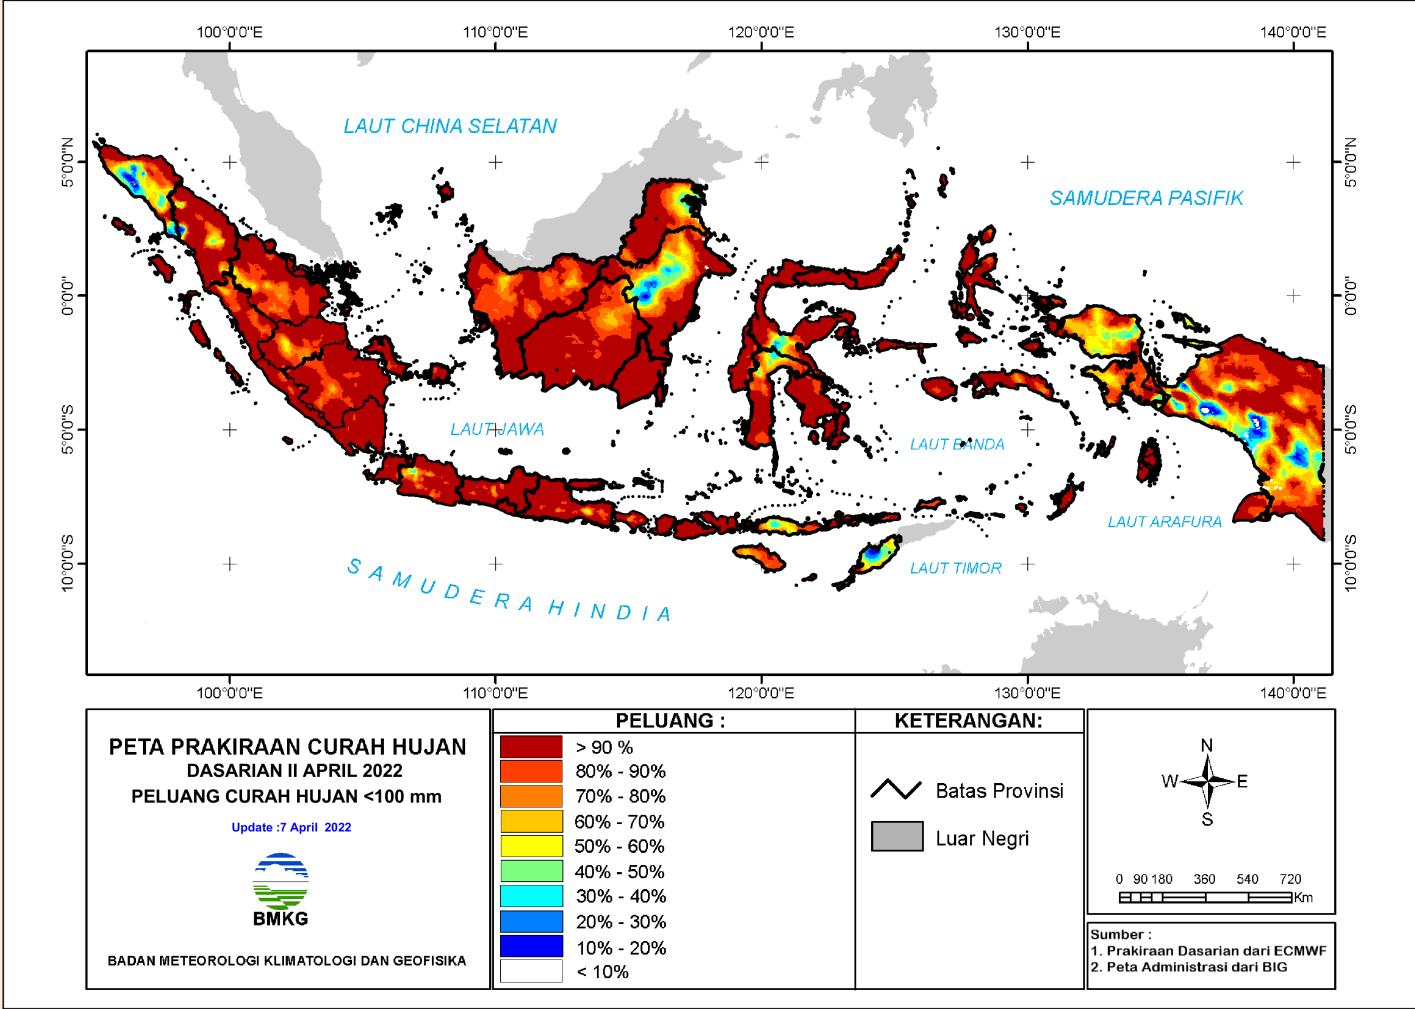 100°0'0"E 110°0'0"E 120°0'0"E 130°0'0"E 140°0'0"E
5°0'0"N
0°0'0"
5°0'0"S
10°0'0"S
LAUT CHINA SELATAN
SAMUDERA PASIFIK
LAUT JAWA
LAUT BANDA
LAUT ARAFURA
LAUT TIMOR
SAMUDERA HINDIA
5°0'0"N
0°0'0"
5°0'0"S
10°0'0"S
100°0'0"E 110°0'0"E 120°0'0"E 130°0'0"E 140°0'0"E
PETA PRAKIRAAN CURAH HUJAN
DASARIAN II APRIL 2022
PELUANG CURAH HUJAN <100 mm
Update :7 April 2022
BMKG
BADAN METEOROLOGI KLIMATOLOGI DAN GEOFISIKA
PELUANG :
> 90 %
80% - 90%
70% - 80%
60% - 70%
50% - 60%
40% - 50%
30% - 40%
20% - 30%
10% - 20%
< 10%
KETERANGAN:
Batas Provinsi
Luar Negri
N
W E
S
0 90 180 360 540 720
Km
Sumber :
1. Prakiraan Dasarian dari ECMWF
2. Peta Administrasi dari BIG